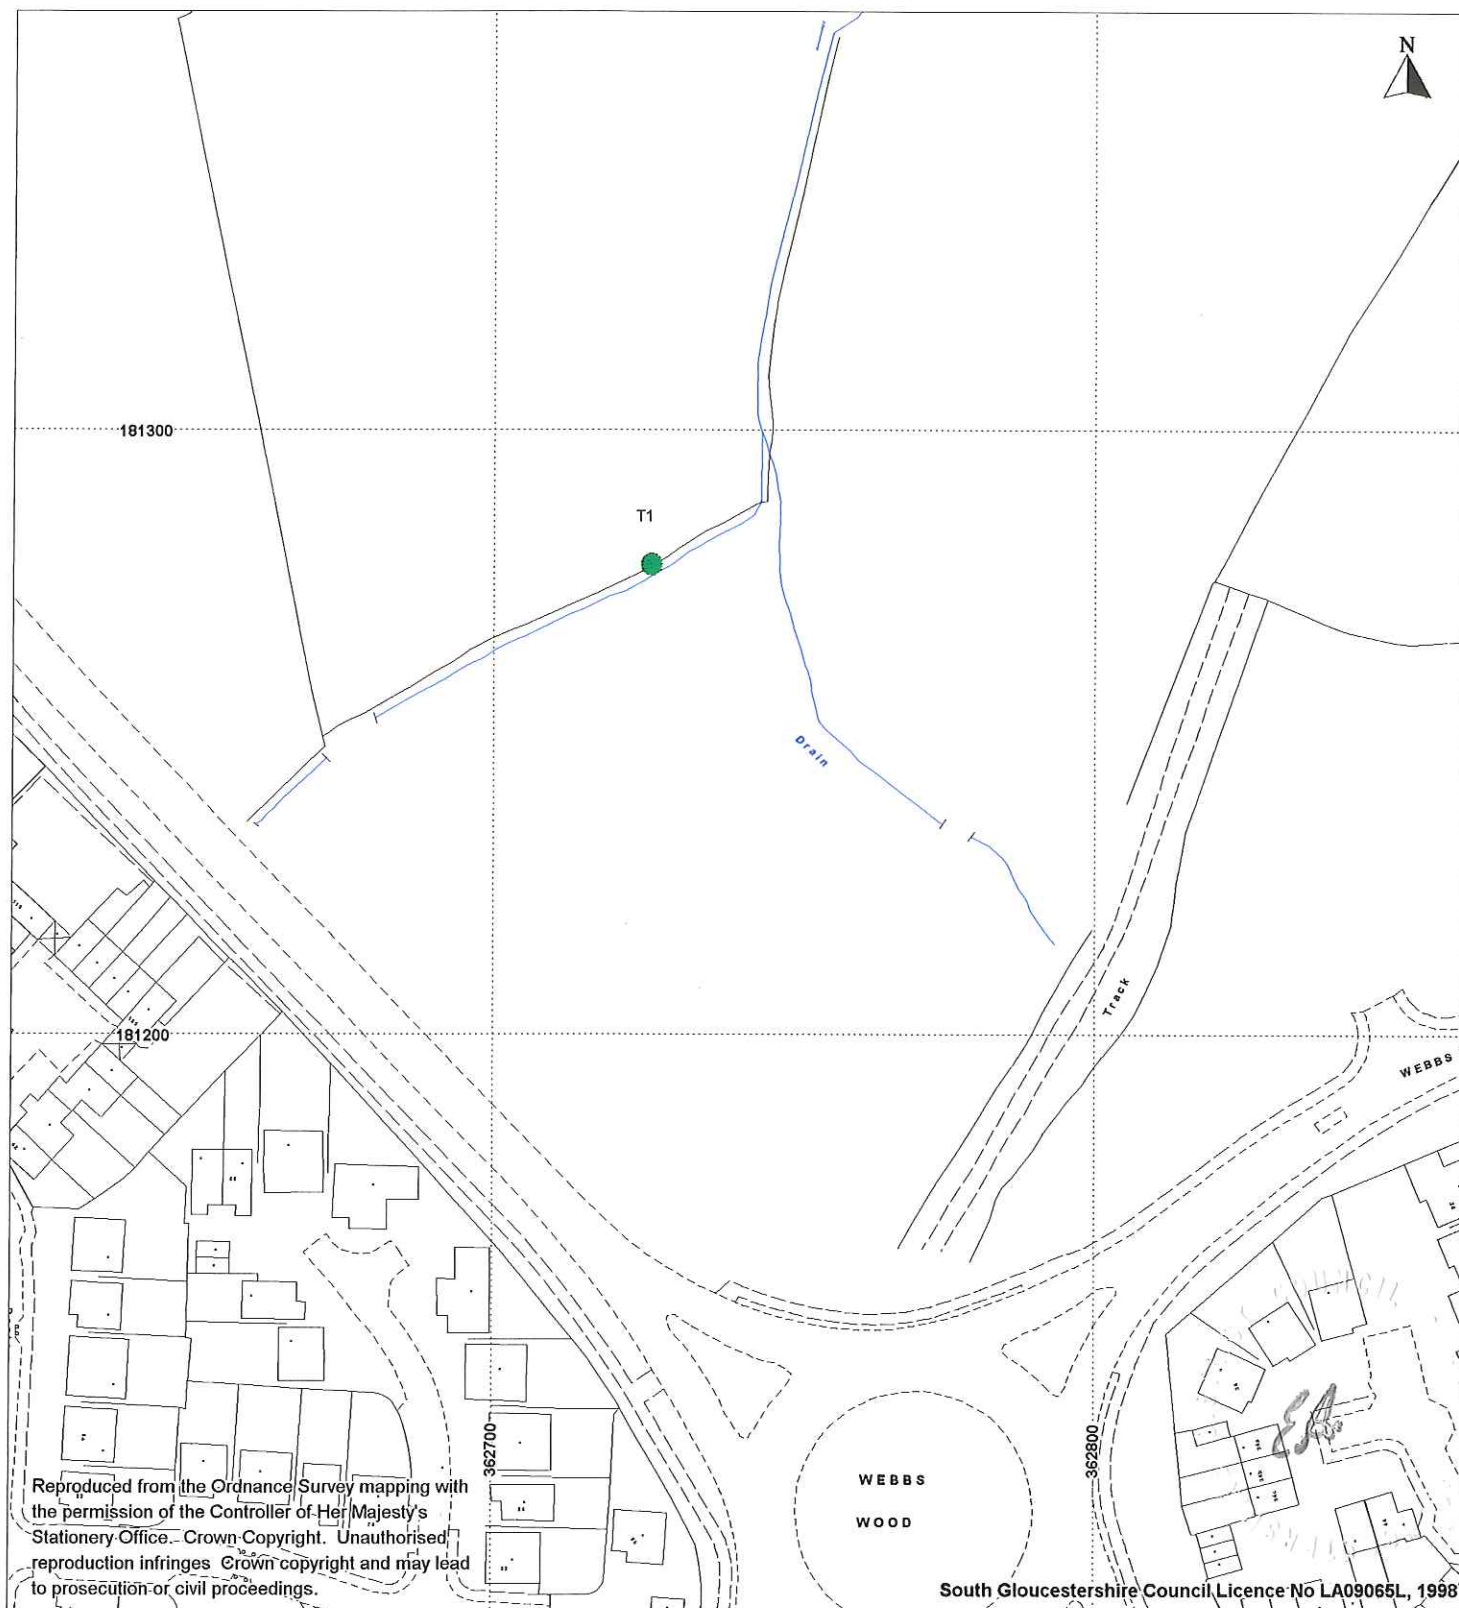 N
181300
T1
Drain
181200
Track
WEBBS
362700
362800
WEBBS
WOOD
Reproduced from the Ordnance Survey mapping with
the permission of the Controller of Her Majesty's
Stationery Office. Crown Copyright. Unauthorised
reproduction infringes Crown copyright and may lead
to prosecution or civil proceedings.
South Gloucestershire Council Licence No LA09065L, 1998